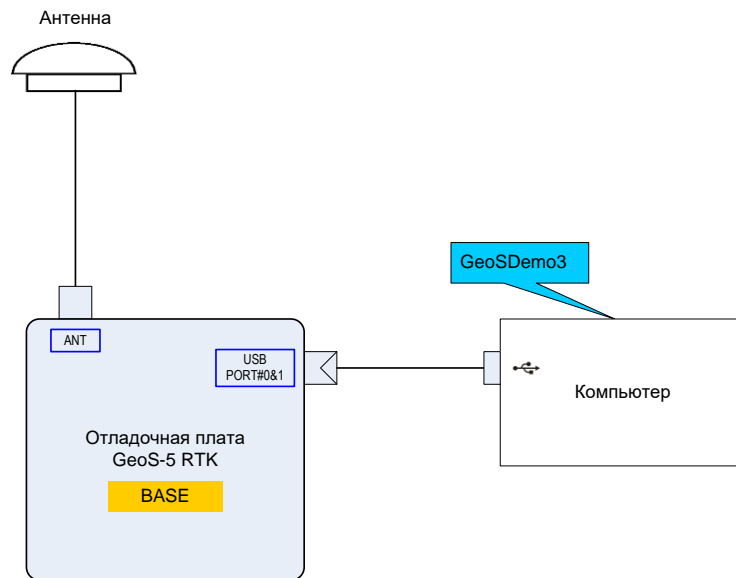 Антенна
GeoSDemo3
ANT
USB
PORT#0&1
Компьютер
Отладочная плата
GeoS-5 RTK
BASE